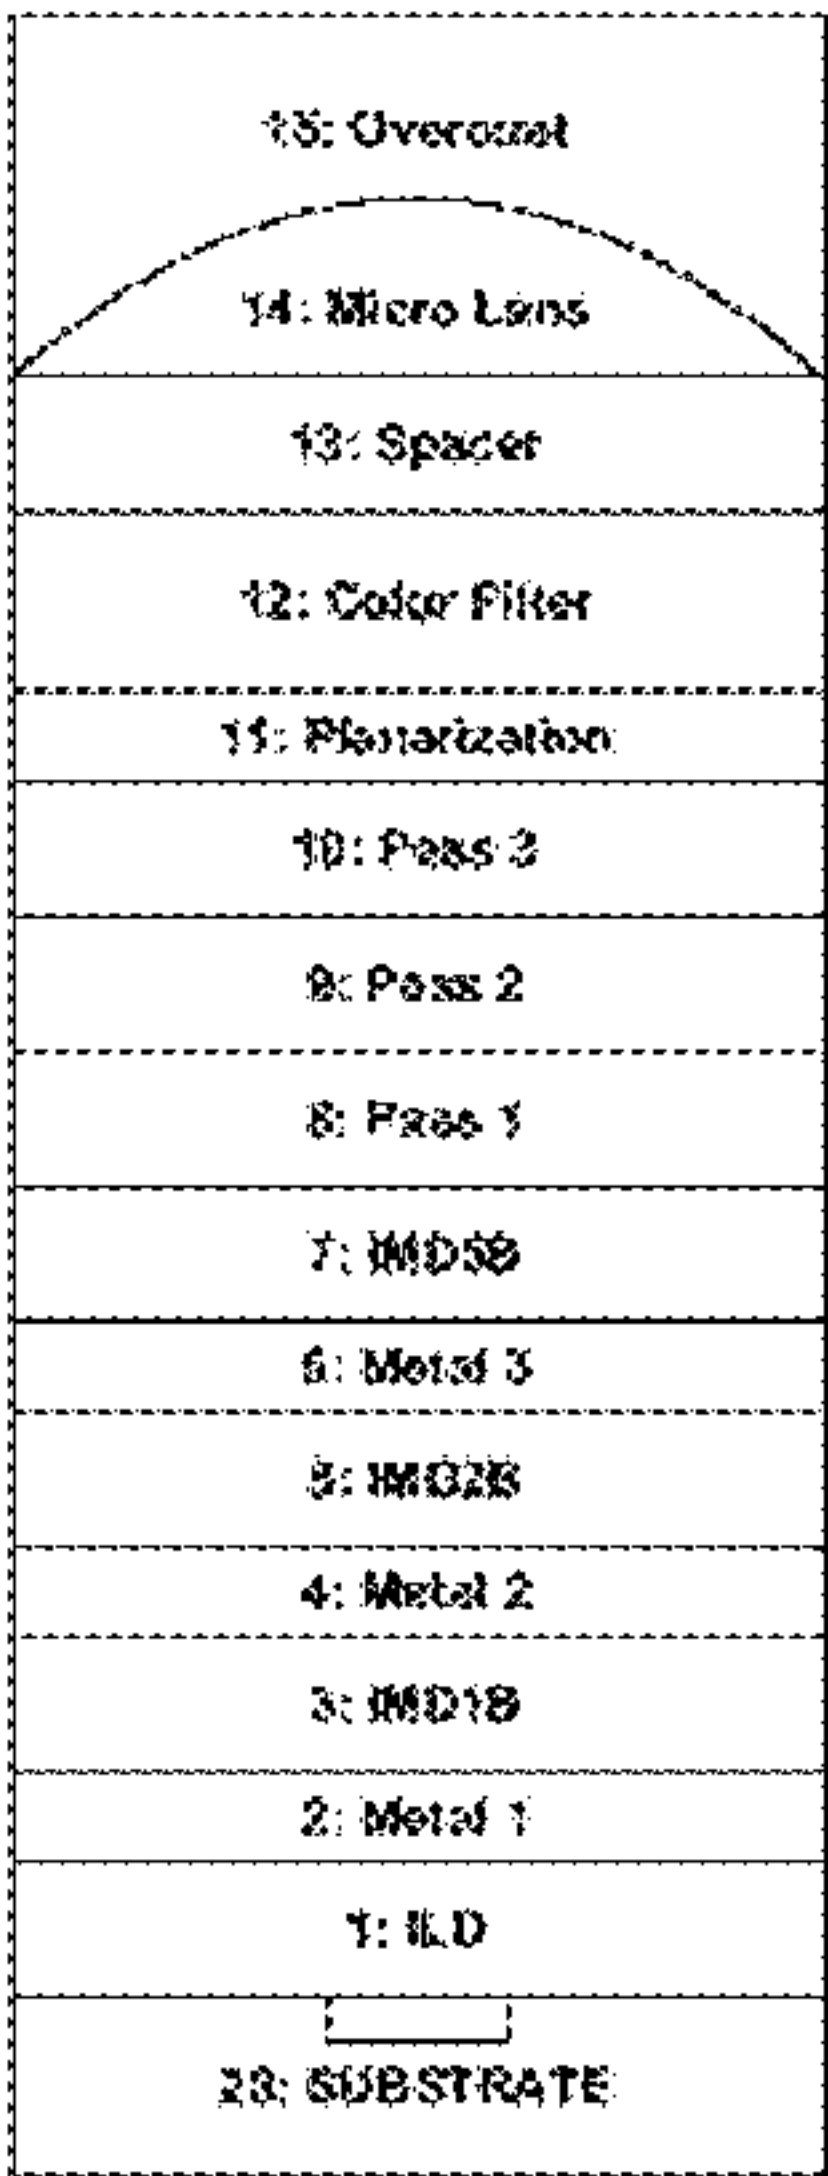 15: Overcoat
14: Micro Lens
13: Spacer
12: Color Filter
11: Planarization
10: Pass 3
9: Pass 2
8: Pass 1
7: IMD5B
6: Metal 3
5: IMD2B
4: Metal 2
3: IMD1B
2: Metal 1
1: ILD
23: SUBSTRATE